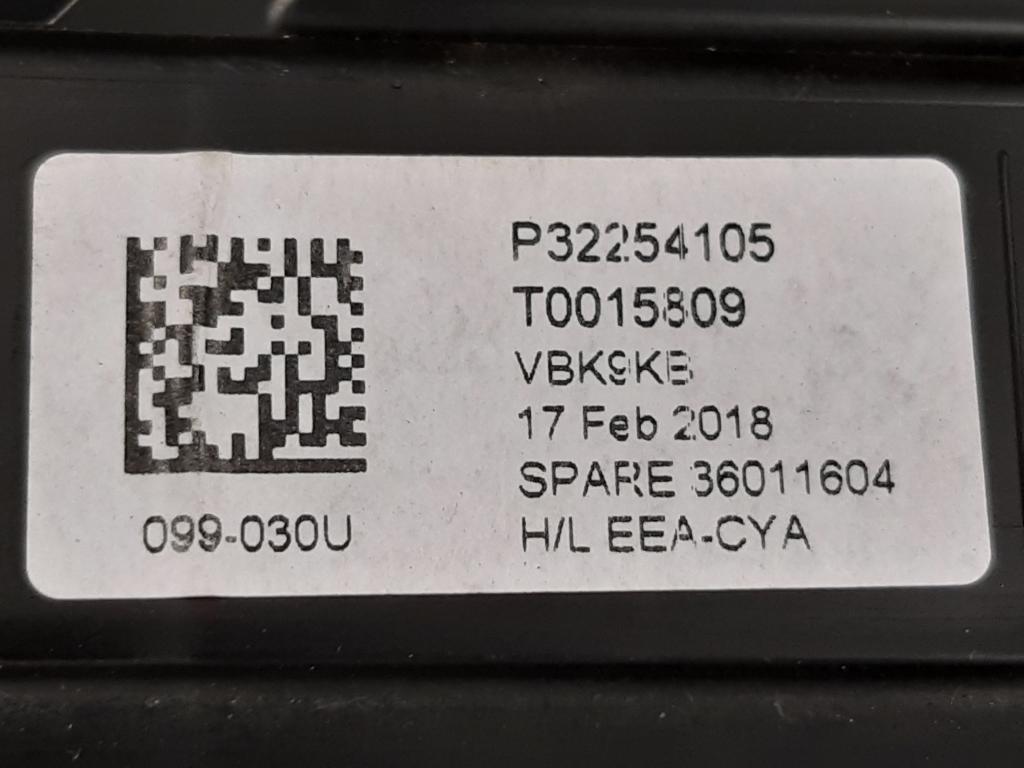 P32254105
T0015809
VBK9KB
17 Feb 2018
SPARE 36011604
H/L EEA-CYA
099-030U